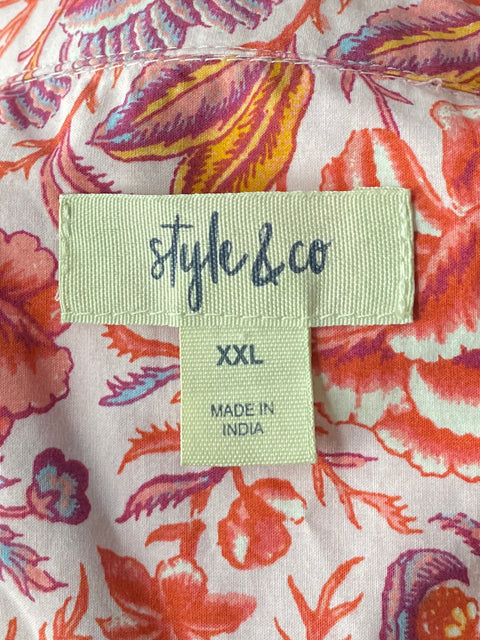 style & co
XXL
MADE IN
INDIA